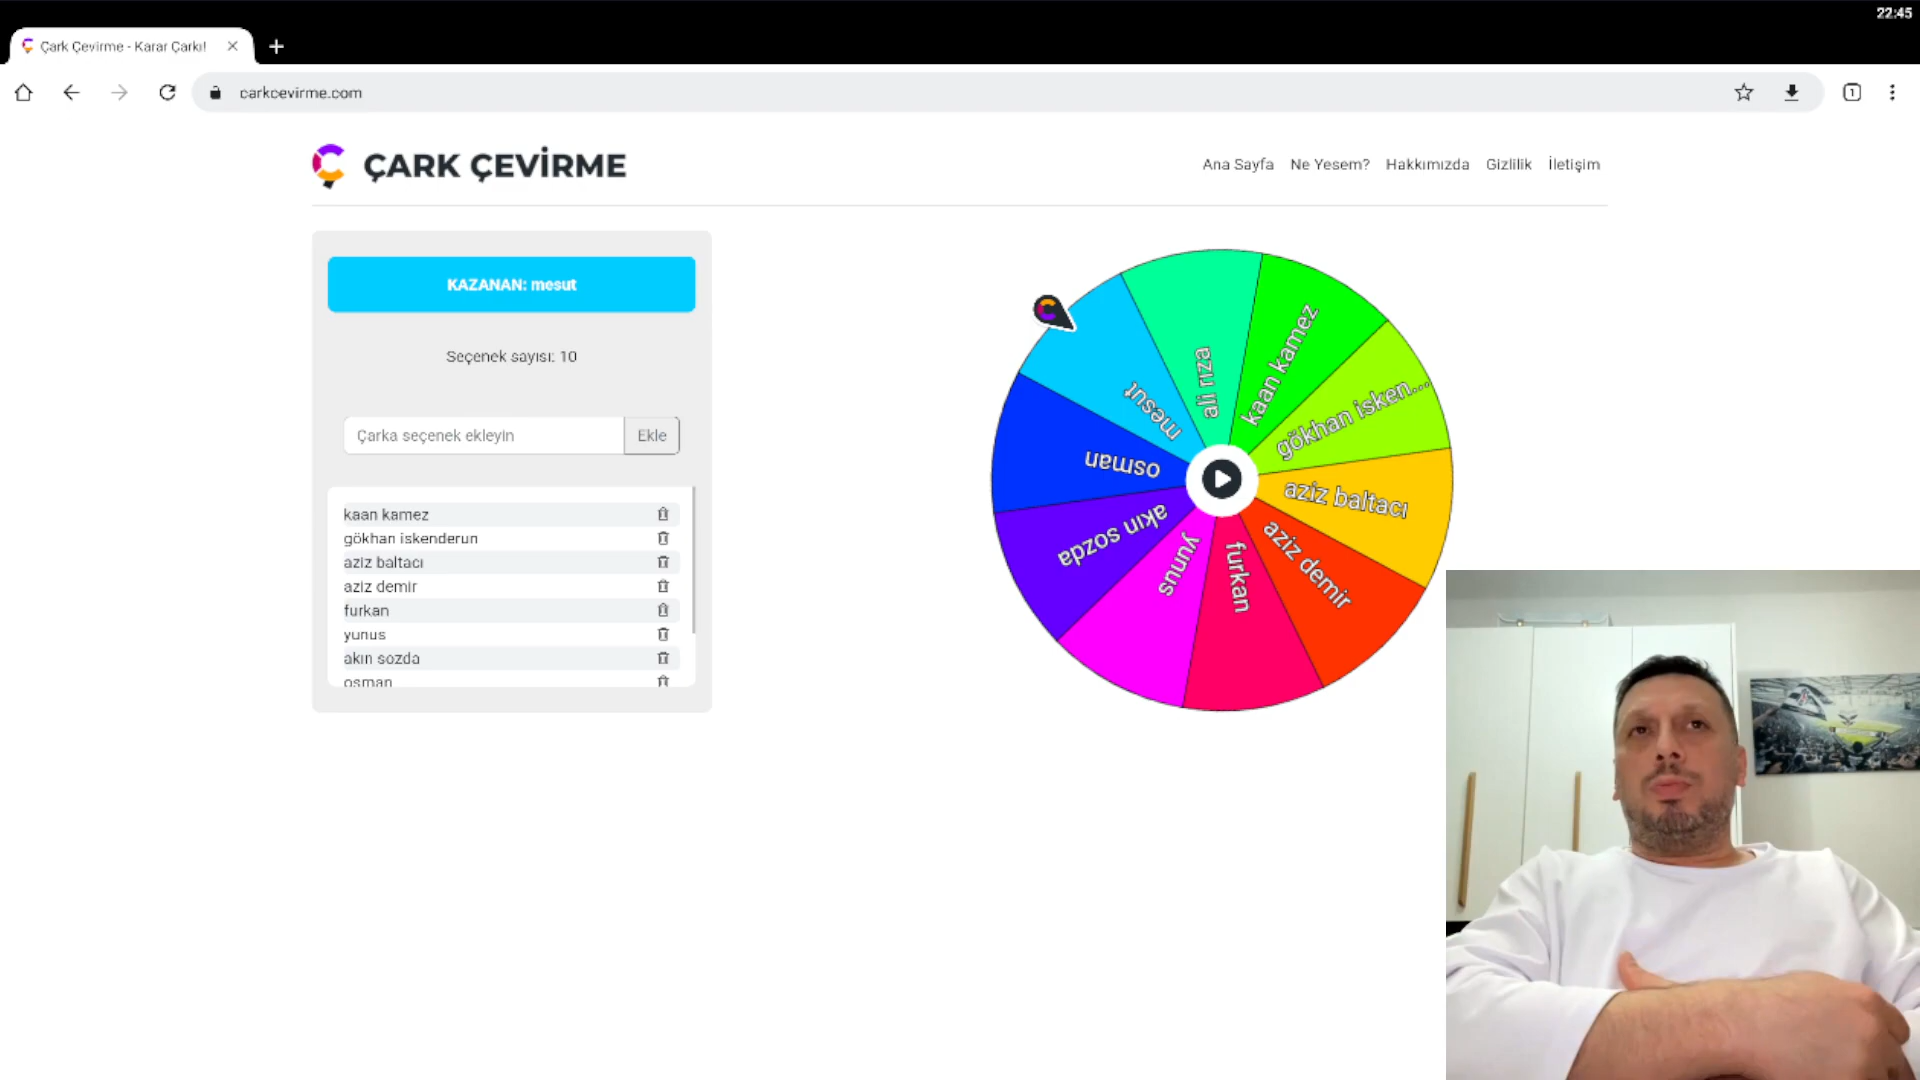 22:45
Çark Çevirme - Karar Çarkı!
carkcevirme.com
1
ÇARK ÇEVİRME
Ana Sayfa Ne Yesem? Hakkımızda Gizlilik İletişim
KAZANAN: mesut
Seçenek sayısı: 10
Çarka seçenek ekleyin Ekle
kaan kamez
gökhan iskenderun
aziz baltacı
aziz demir
furkan
yunus
akın sozda
osman
ali rıza
kaan kamez
gökhan isken...
aziz baltacı
aziz demir
furkan
yunus
akın sozda
osman
mesut